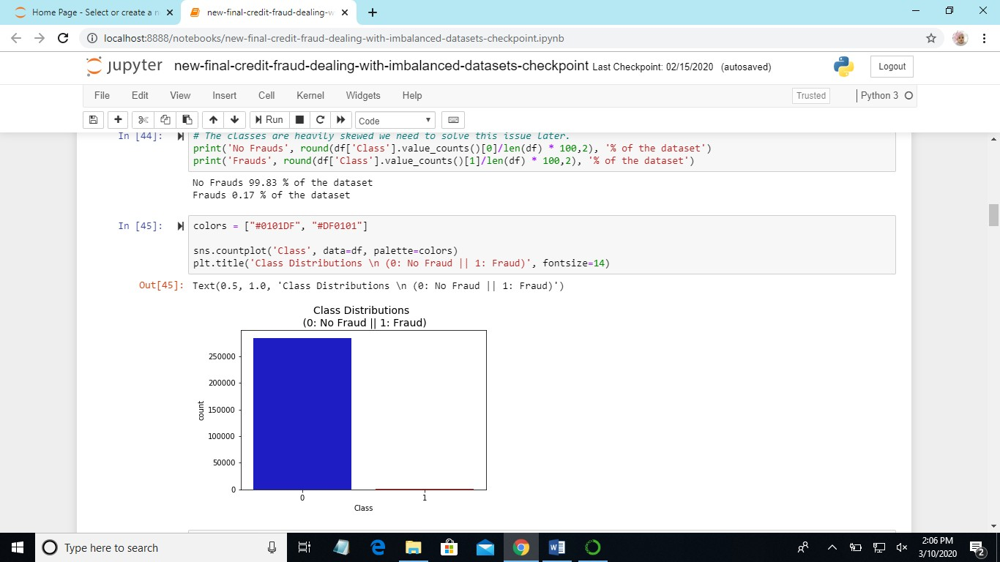 Home Page - Select or create a n
new-final-credit-fraud-dealing-w
localhost:8888/notebooks/new-final-credit-fraud-dealing-with-imbalanced-datasets-checkpoint.ipynb
jupyter new-final-credit-fraud-dealing-with-imbalanced-datasets-checkpoint Last Checkpoint: 02/15/2020 (autosaved)
Logout
File Edit View Insert Cell Kernel Widgets Help
Trusted
Python 3
Run
Code
In [44]:
# The classes are heavily skewed we need to solve this issue later.
print('No Frauds', round(df['Class'].value_counts()[0]/len(df) * 100,2), '% of the dataset')
print('Frauds', round(df['Class'].value_counts()[1]/len(df) * 100,2), '% of the dataset')
No Frauds 99.83 % of the dataset
Frauds 0.17 % of the dataset
In [45]:
colors = ["#0101DF", "#DF0101"]
sns.countplot('Class', data=df, palette=colors)
plt.title('Class Distributions \n (0: No Fraud || 1: Fraud)', fontsize=14)
Out[45]:
Text(0.5, 1.0, 'Class Distributions \n (0: No Fraud || 1: Fraud)')
Class Distributions
(0: No Fraud || 1: Fraud)
250000
200000
150000
100000
50000
0
count
0 1
Class
Type here to search
2:06 PM
3/10/2020
2